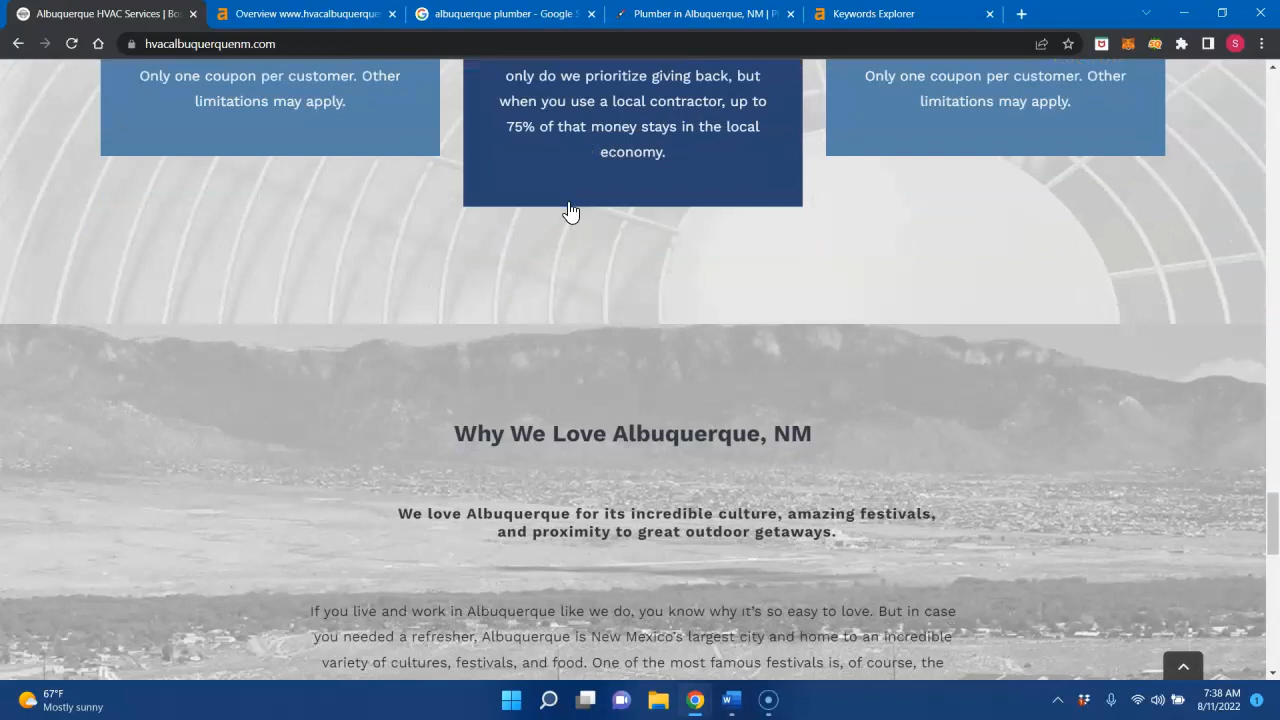 Albuquerque HVAC Services | Bo
Overview www.hvacalbuquerque
albuquerque plumber - Google S
Plumber in Albuquerque, NM | P
Keywords Explorer
hvacalbuquerquenm.com
S
Only one coupon per customer. Other
limitations may apply.
only do we prioritize giving back, but
when you use a local contractor, up to
75% of that money stays in the local
economy.
Only one coupon per customer. Other
limitations may apply.
Why We Love Albuquerque, NM
We love Albuquerque for its incredible culture, amazing festivals,
and proximity to great outdoor getaways.
If you live and work in Albuquerque like we do, you know why it's so easy to love. But in case
you needed a refresher, Albuquerque is New Mexico's largest city and home to an incredible
variety of cultures, festivals, and food. One of the most famous festivals is, of course, the
67°F
Mostly sunny
7:38 AM
8/11/2022
1